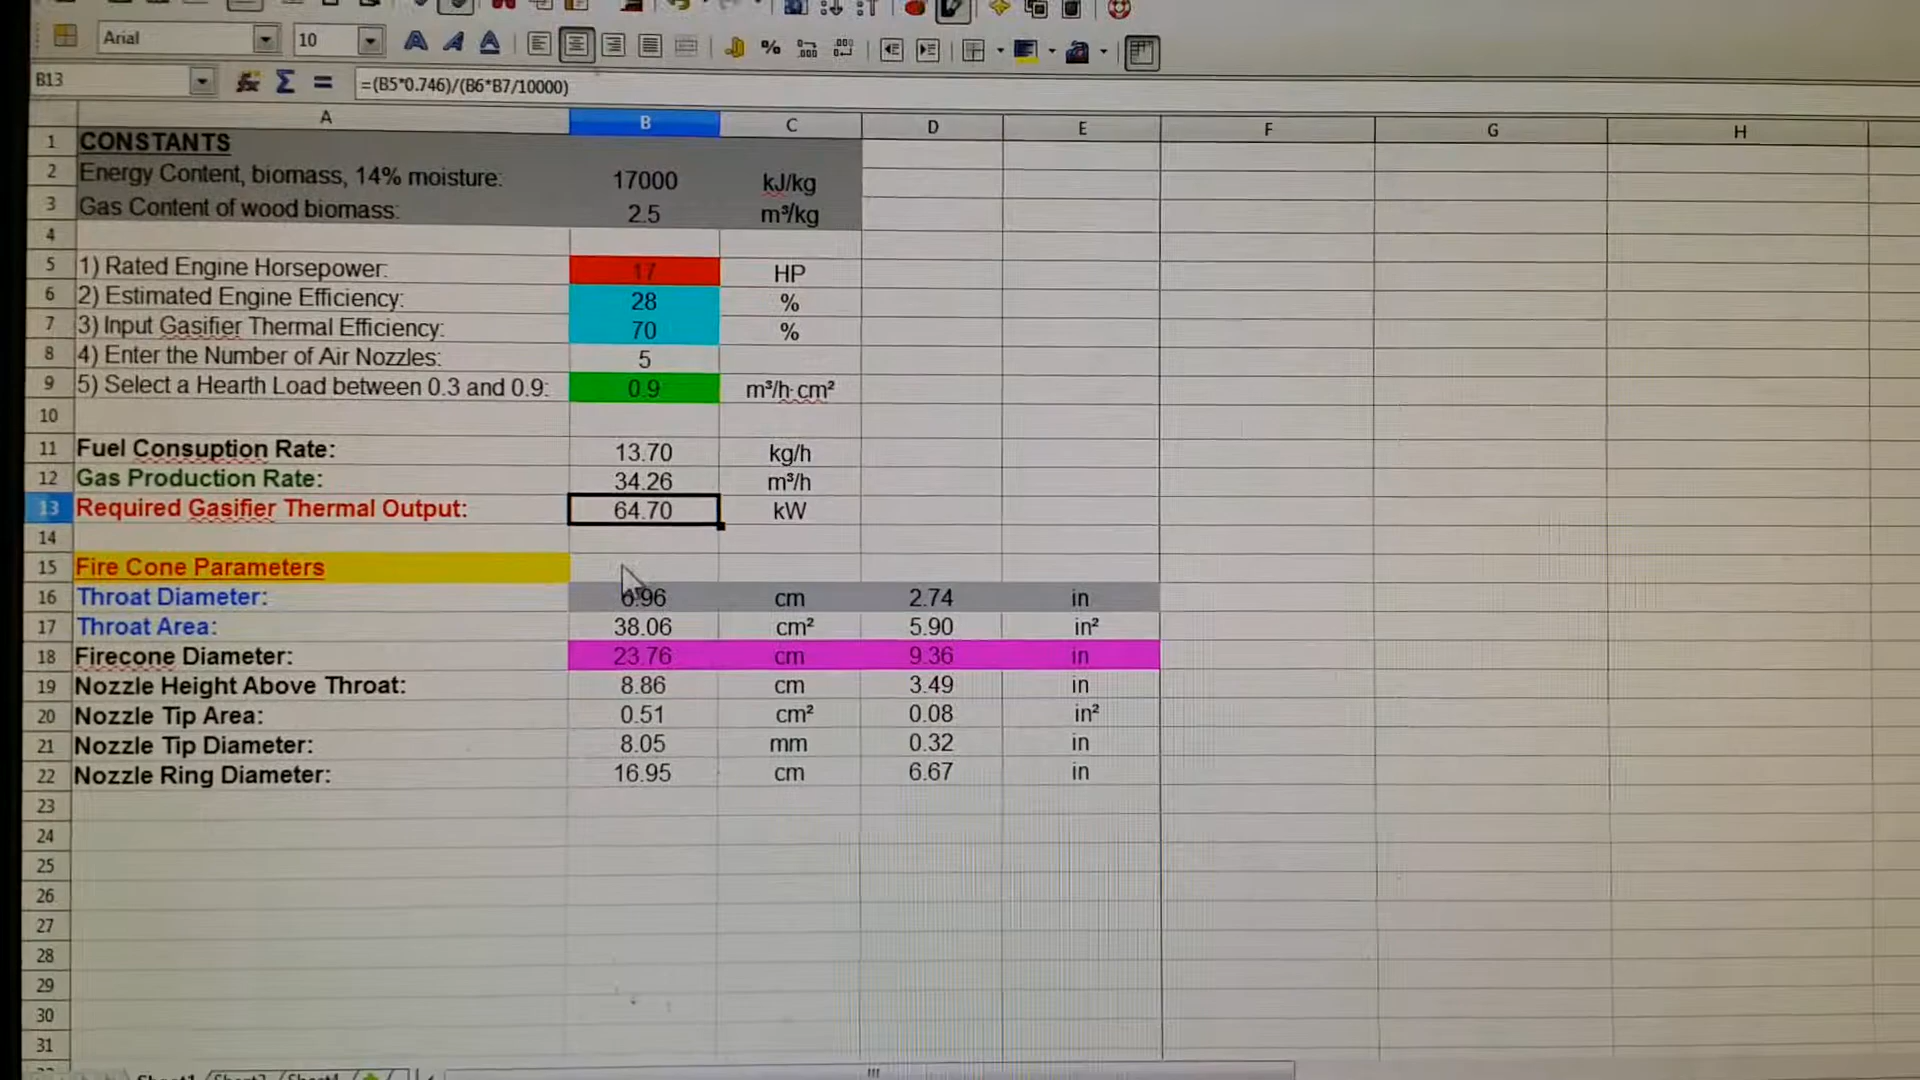 Arial 10
B13 =(B5*0.746)/(B6*B7/10000)
A B C D E F G H
1 CONSTANTS
2 Energy Content, biomass, 14% moisture: 17000 kJ/kg
3 Gas Content of wood biomass: 2.5 m³/kg
4
5 1) Rated Engine Horsepower: 17 HP
6 2) Estimated Engine Efficiency: 28 %
7 3) Input Gasifier Thermal Efficiency: 70 %
8 4) Enter the Number of Air Nozzles: 5
9 5) Select a Hearth Load between 0.3 and 0.9: 0.9 m³/h·cm²
10
11 Fuel Consuption Rate: 13.70 kg/h
12 Gas Production Rate: 34.26 m³/h
13 Required Gasifier Thermal Output: 64.70 kW
14
15 Fire Cone Parameters
16 Throat Diameter: 6.96 cm 2.74 in
17 Throat Area: 38.06 cm² 5.90 in²
18 Firecone Diameter: 23.76 cm 9.36 in
19 Nozzle Height Above Throat: 8.86 cm 3.49 in
20 Nozzle Tip Area: 0.51 cm² 0.08 in²
21 Nozzle Tip Diameter: 8.05 mm 0.32 in
22 Nozzle Ring Diameter: 16.95 cm 6.67 in
23
24
25
26
27
28
29
30
31